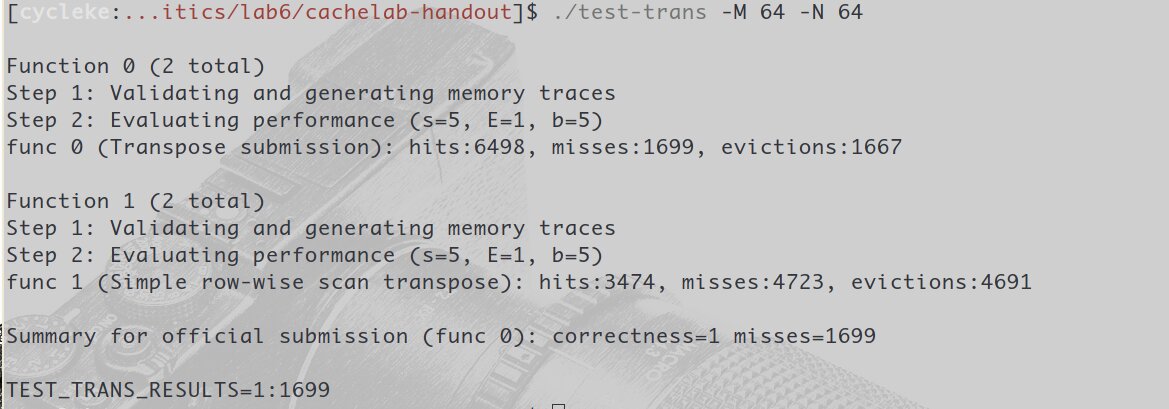 [cycleke:...itics/lab6/cachelab-handout]$ ./test-trans -M 64 -N 64
Function 0 (2 total)
Step 1: Validating and generating memory traces
Step 2: Evaluating performance (s=5, E=1, b=5)
func 0 (Transpose submission): hits:6498, misses:1699, evictions:1667
Function 1 (2 total)
Step 1: Validating and generating memory traces
Step 2: Evaluating performance (s=5, E=1, b=5)
func 1 (Simple row-wise scan transpose): hits:3474, misses:4723, evictions:4691
Summary for official submission (func 0): correctness=1 misses=1699
TEST_TRANS_RESULTS=1:1699
MACRO